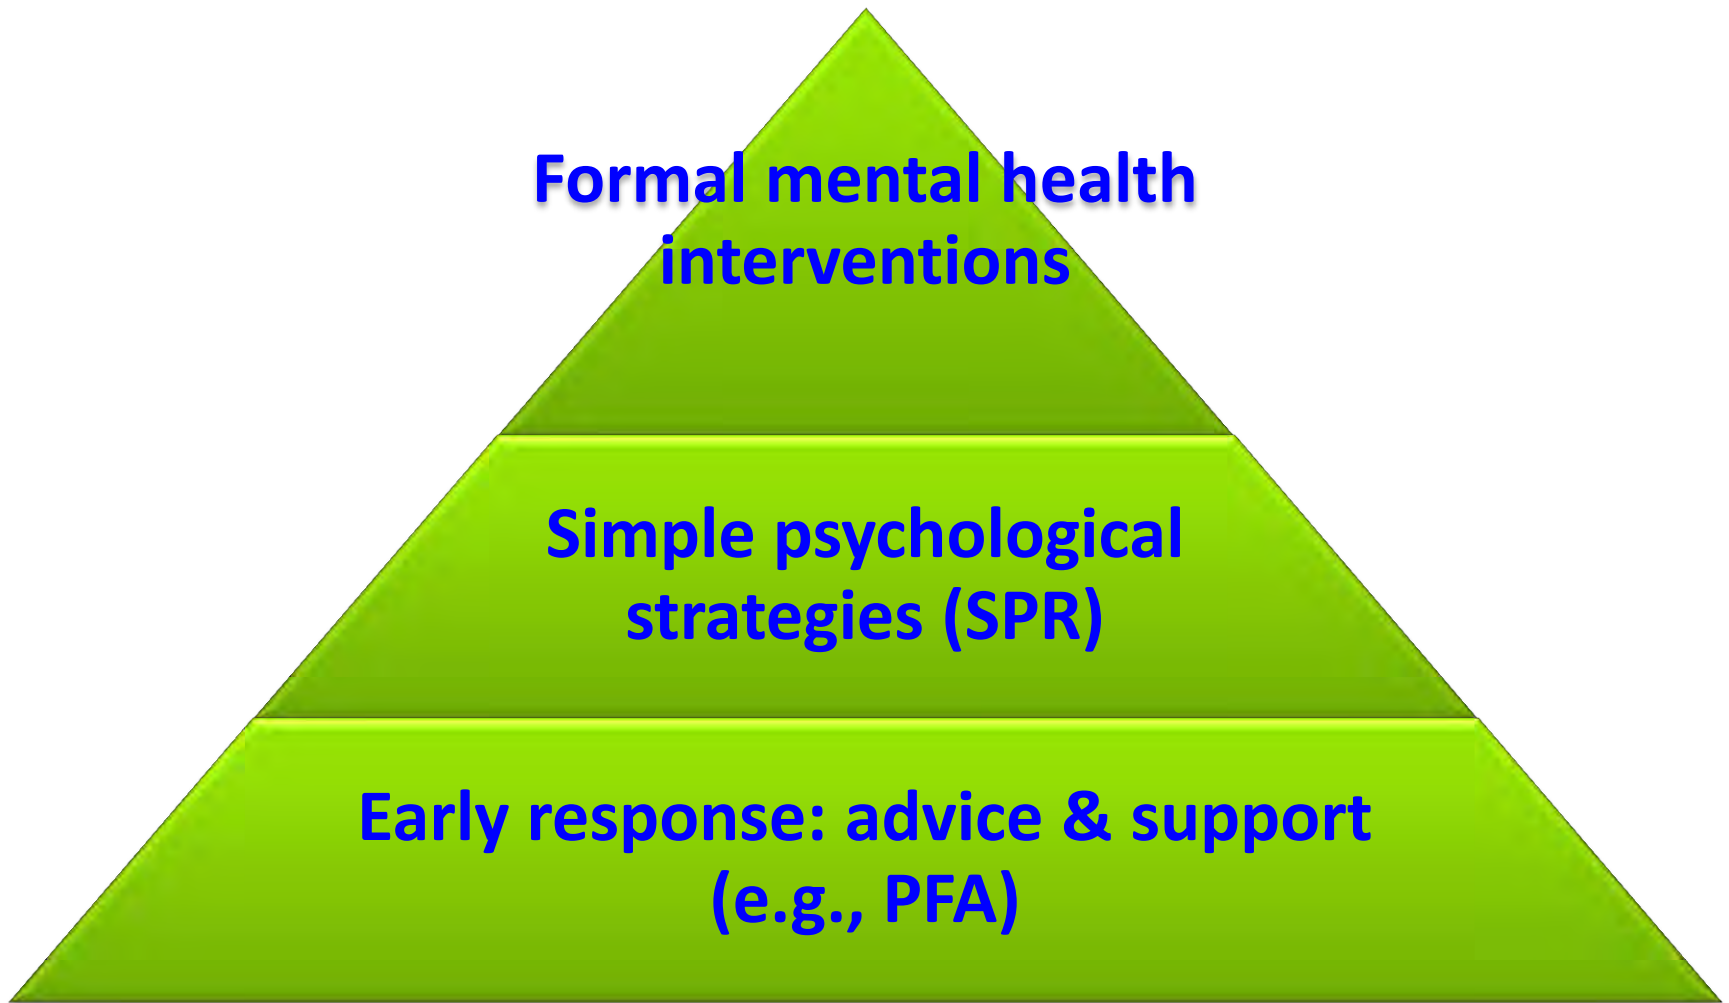 Formal mental health
interventions
Simple psychological
strategies (SPR)
Early response: advice & support
(e.g., PFA)